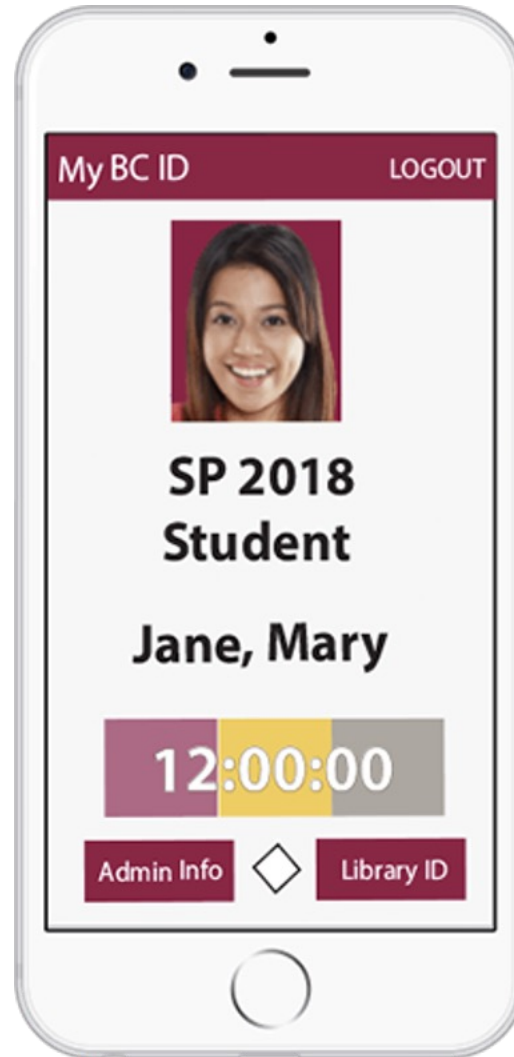 My BC ID LOGOUT
SP 2018
Student
Jane, Mary
12:00:00
Admin Info Library ID